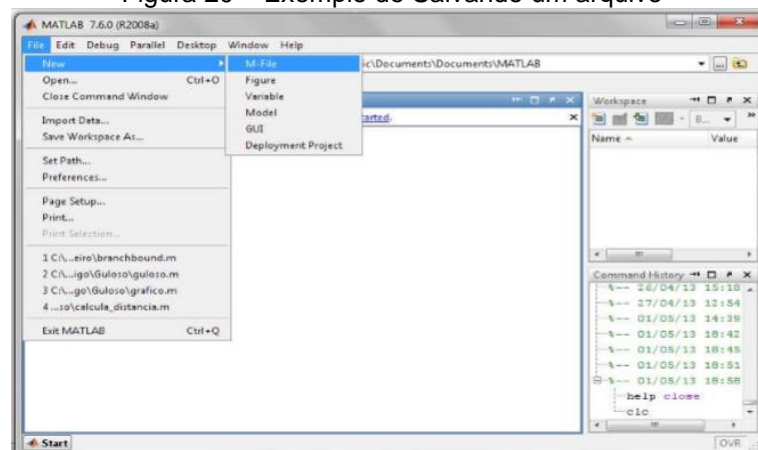 Exemplo de Salvando um arquivo
MATLAB 7.6.0 (R2008a)
File Edit Debug Parallel Desktop Window Help
New
Open... Ctrl+O
Close Command Window
Import Data...
Save Workspace As...
Set Path...
Preferences...
Page Setup...
Print...
Print Selection...
1 C:\...eiro\branchbound.m
2 C:\...igo\Guloso\guloso.m
3 C:\...go\Guloso\grafico.m
4 ...so\calcula_distancia.m
Exit MATLAB Ctrl+Q
M-File
Figure
Variable
Model
GUI
Deployment Project
ic\Documents\Documents\MATLAB
arted.
Workspace
B...
Name Value
Command History
%-- 26/04/13 15:18
%-- 27/04/13 12:54
%-- 01/05/13 14:39
%-- 01/05/13 18:42
%-- 01/05/13 18:45
%-- 01/05/13 18:51
%-- 01/05/13 18:58
help close
clc
Start
OVR